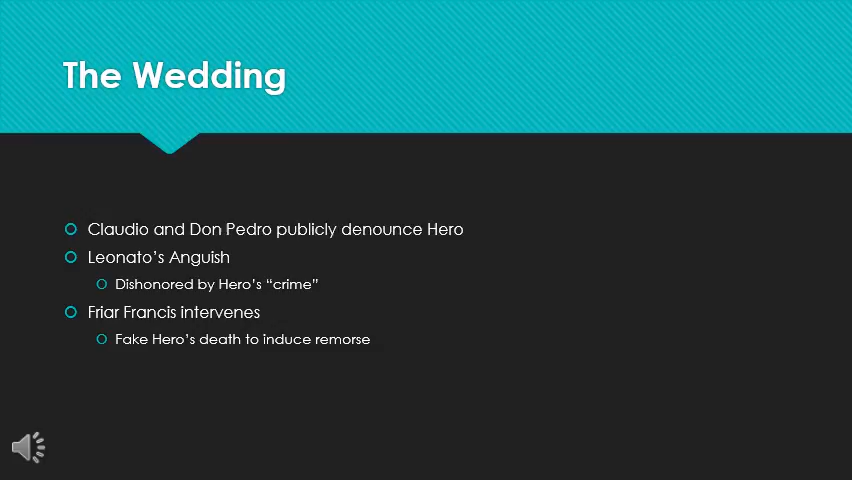 The Wedding
Claudio and Don Pedro publicly denounce Hero
Leonato’s Anguish
Dishonored by Hero’s “crime”
Friar Francis intervenes
Fake Hero’s death to induce remorse